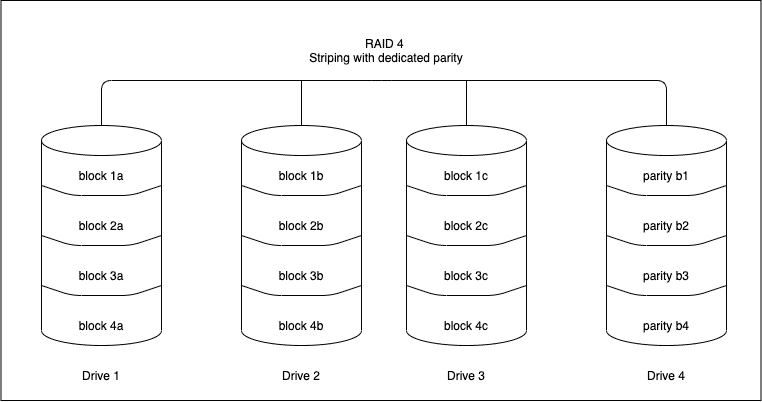 RAID 4
Striping with dedicated parity
block 1a
block 1b
block 1c
parity b1
block 2a
block 2b
block 2c
parity b2
block 3a
block 3b
block 3c
parity b3
block 4a
block 4b
block 4c
parity b4
Drive 1
Drive 2
Drive 3
Drive 4